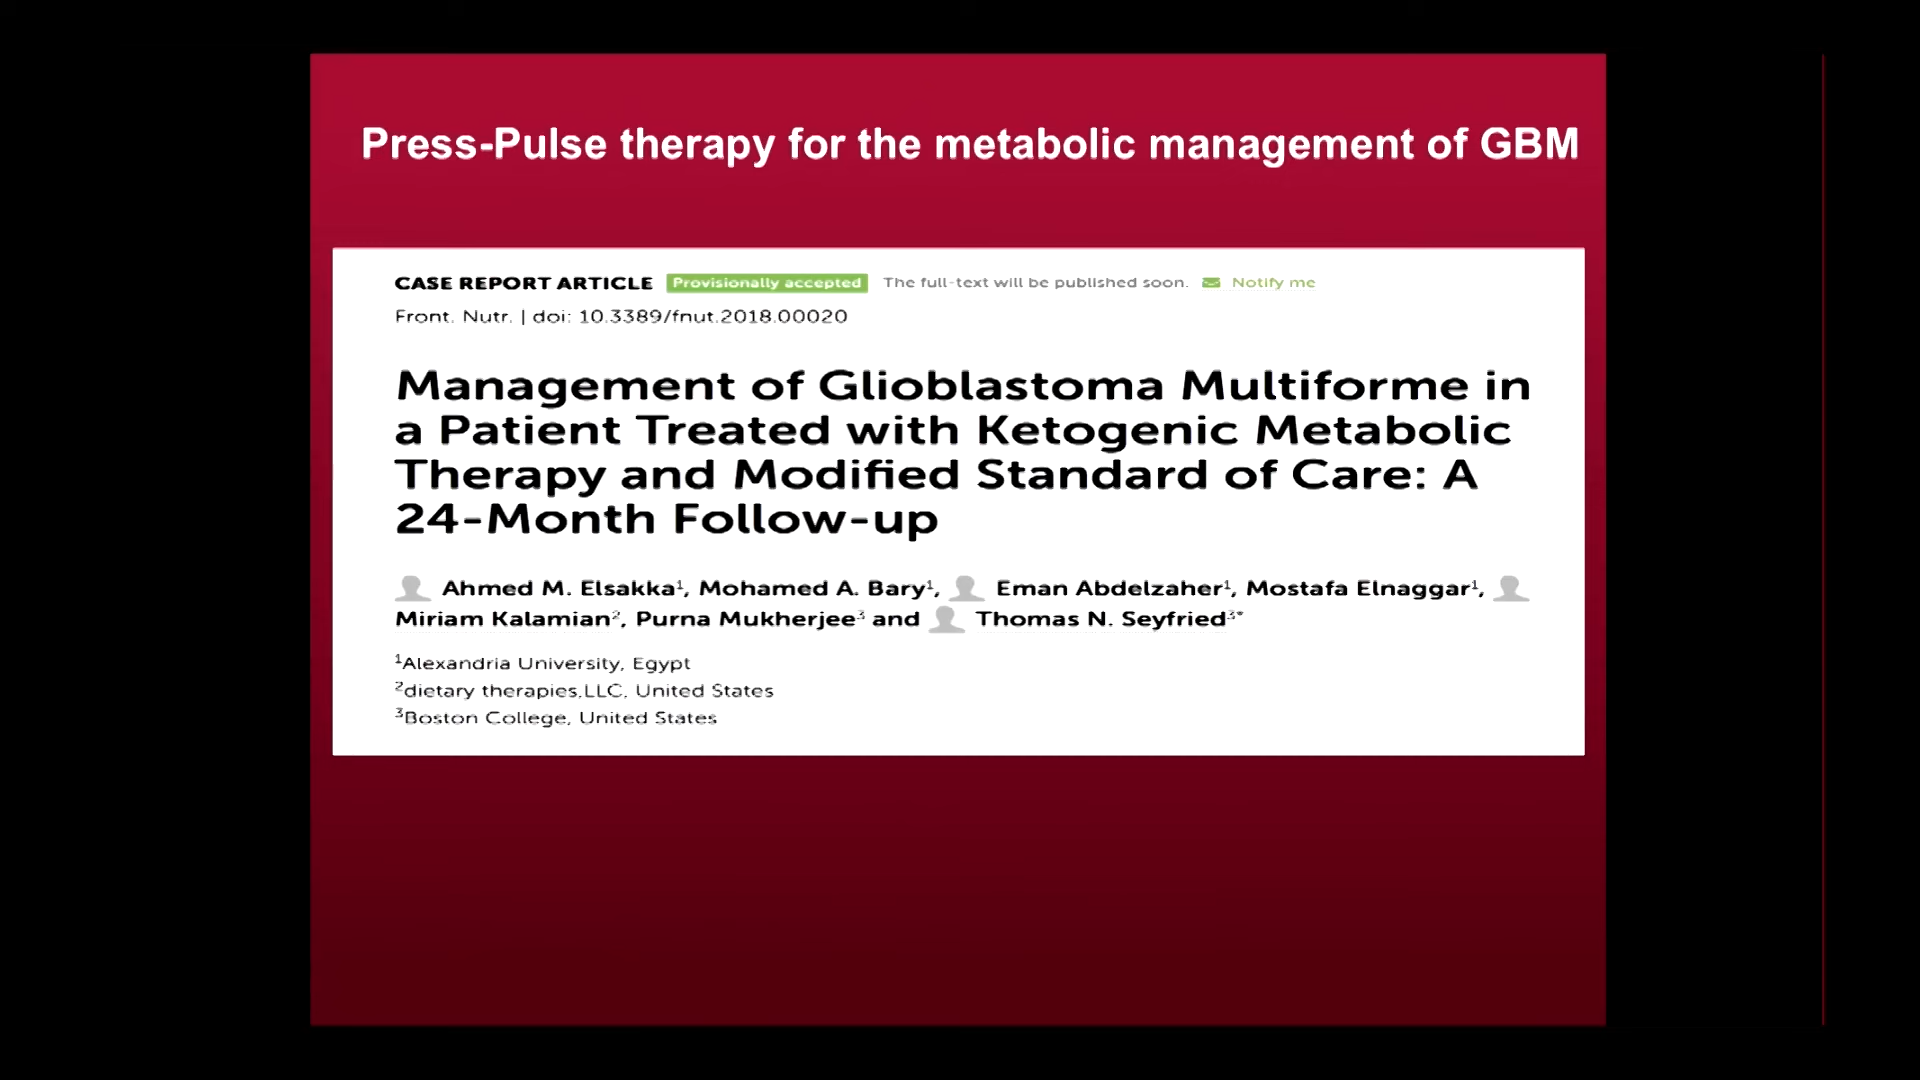 Press-Pulse therapy for the metabolic management of GBM
CASE REPORT ARTICLE Provisionally accepted The full-text will be published soon. Notify me
Front. Nutr. | doi: 10.3389/fnut.2018.00020
Management of Glioblastoma Multiforme in
a Patient Treated with Ketogenic Metabolic
Therapy and Modified Standard of Care: A
24-Month Follow-up
Ahmed M. Elsakka¹, Mohamed A. Bary¹, Eman Abdelzaher¹, Mostafa Elnaggar¹,
Miriam Kalamian², Purna Mukherjee³ and Thomas N. Seyfried³*
¹Alexandria University, Egypt
²dietary therapies,LLC, United States
³Boston College, United States